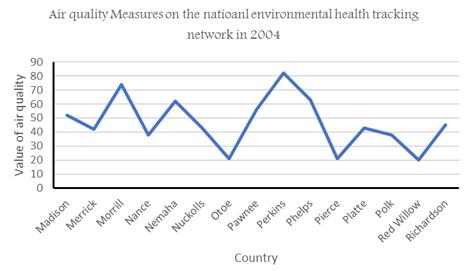 Air quality Measures on the natioanl environmental health tracking
network in 2004
Value of air quality
90
80
70
60
50
40
30
20
10
0
Madison
Merrick
Morrill
Nance
Nemaha
Nuckolls
Otoe
Pawnee
Perkins
Phelps
Pierce
Platte
Polk
Red Willow
Richardson
Country